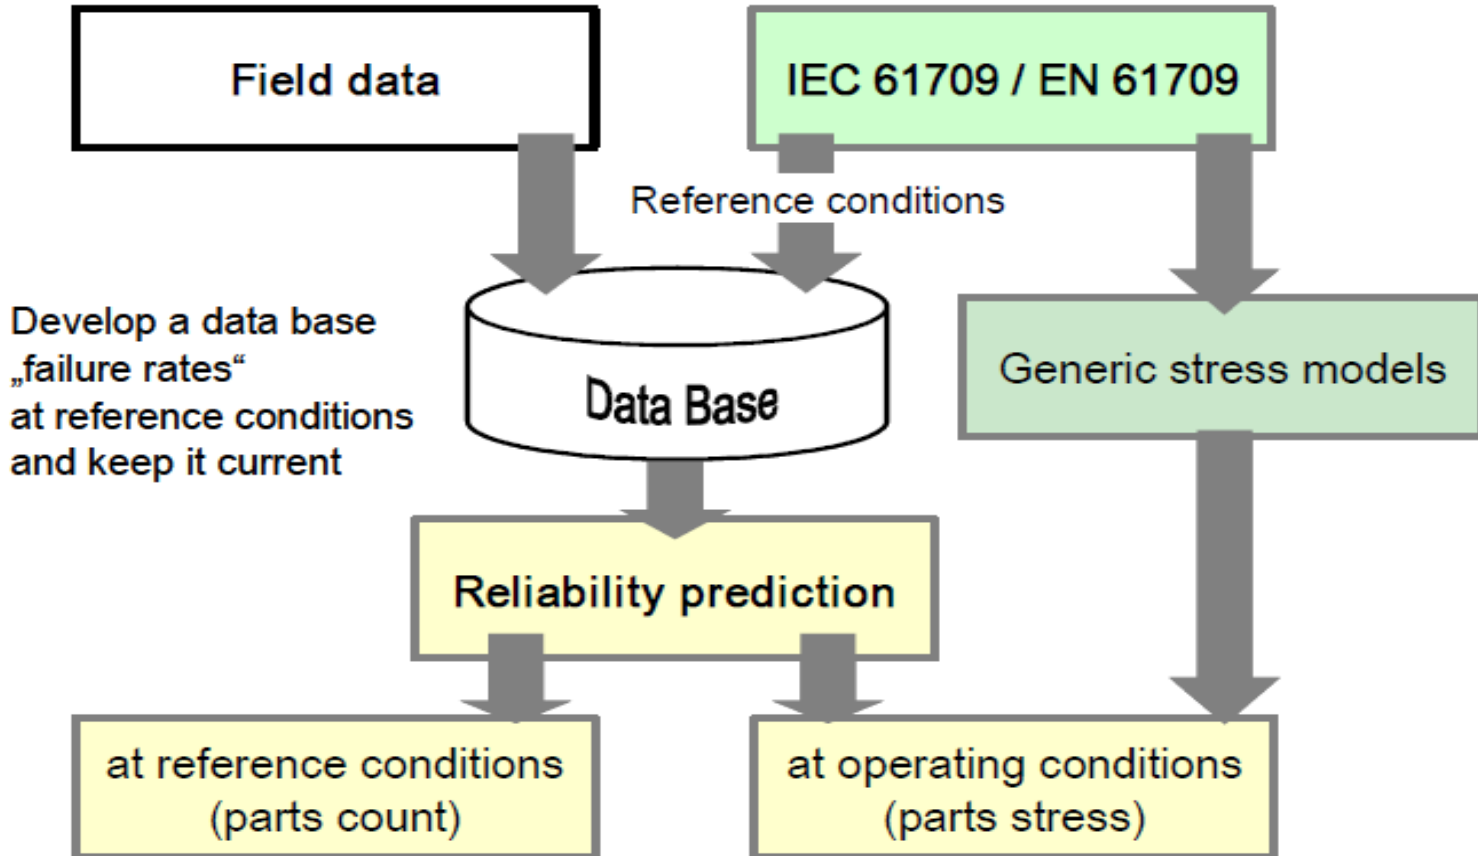 Field data
IEC 61709 / EN 61709
Reference conditions
Develop a data base
„failure rates“
at reference conditions
and keep it current
Data Base
Generic stress models
Reliability prediction
at reference conditions
(parts count)
at operating conditions
(parts stress)